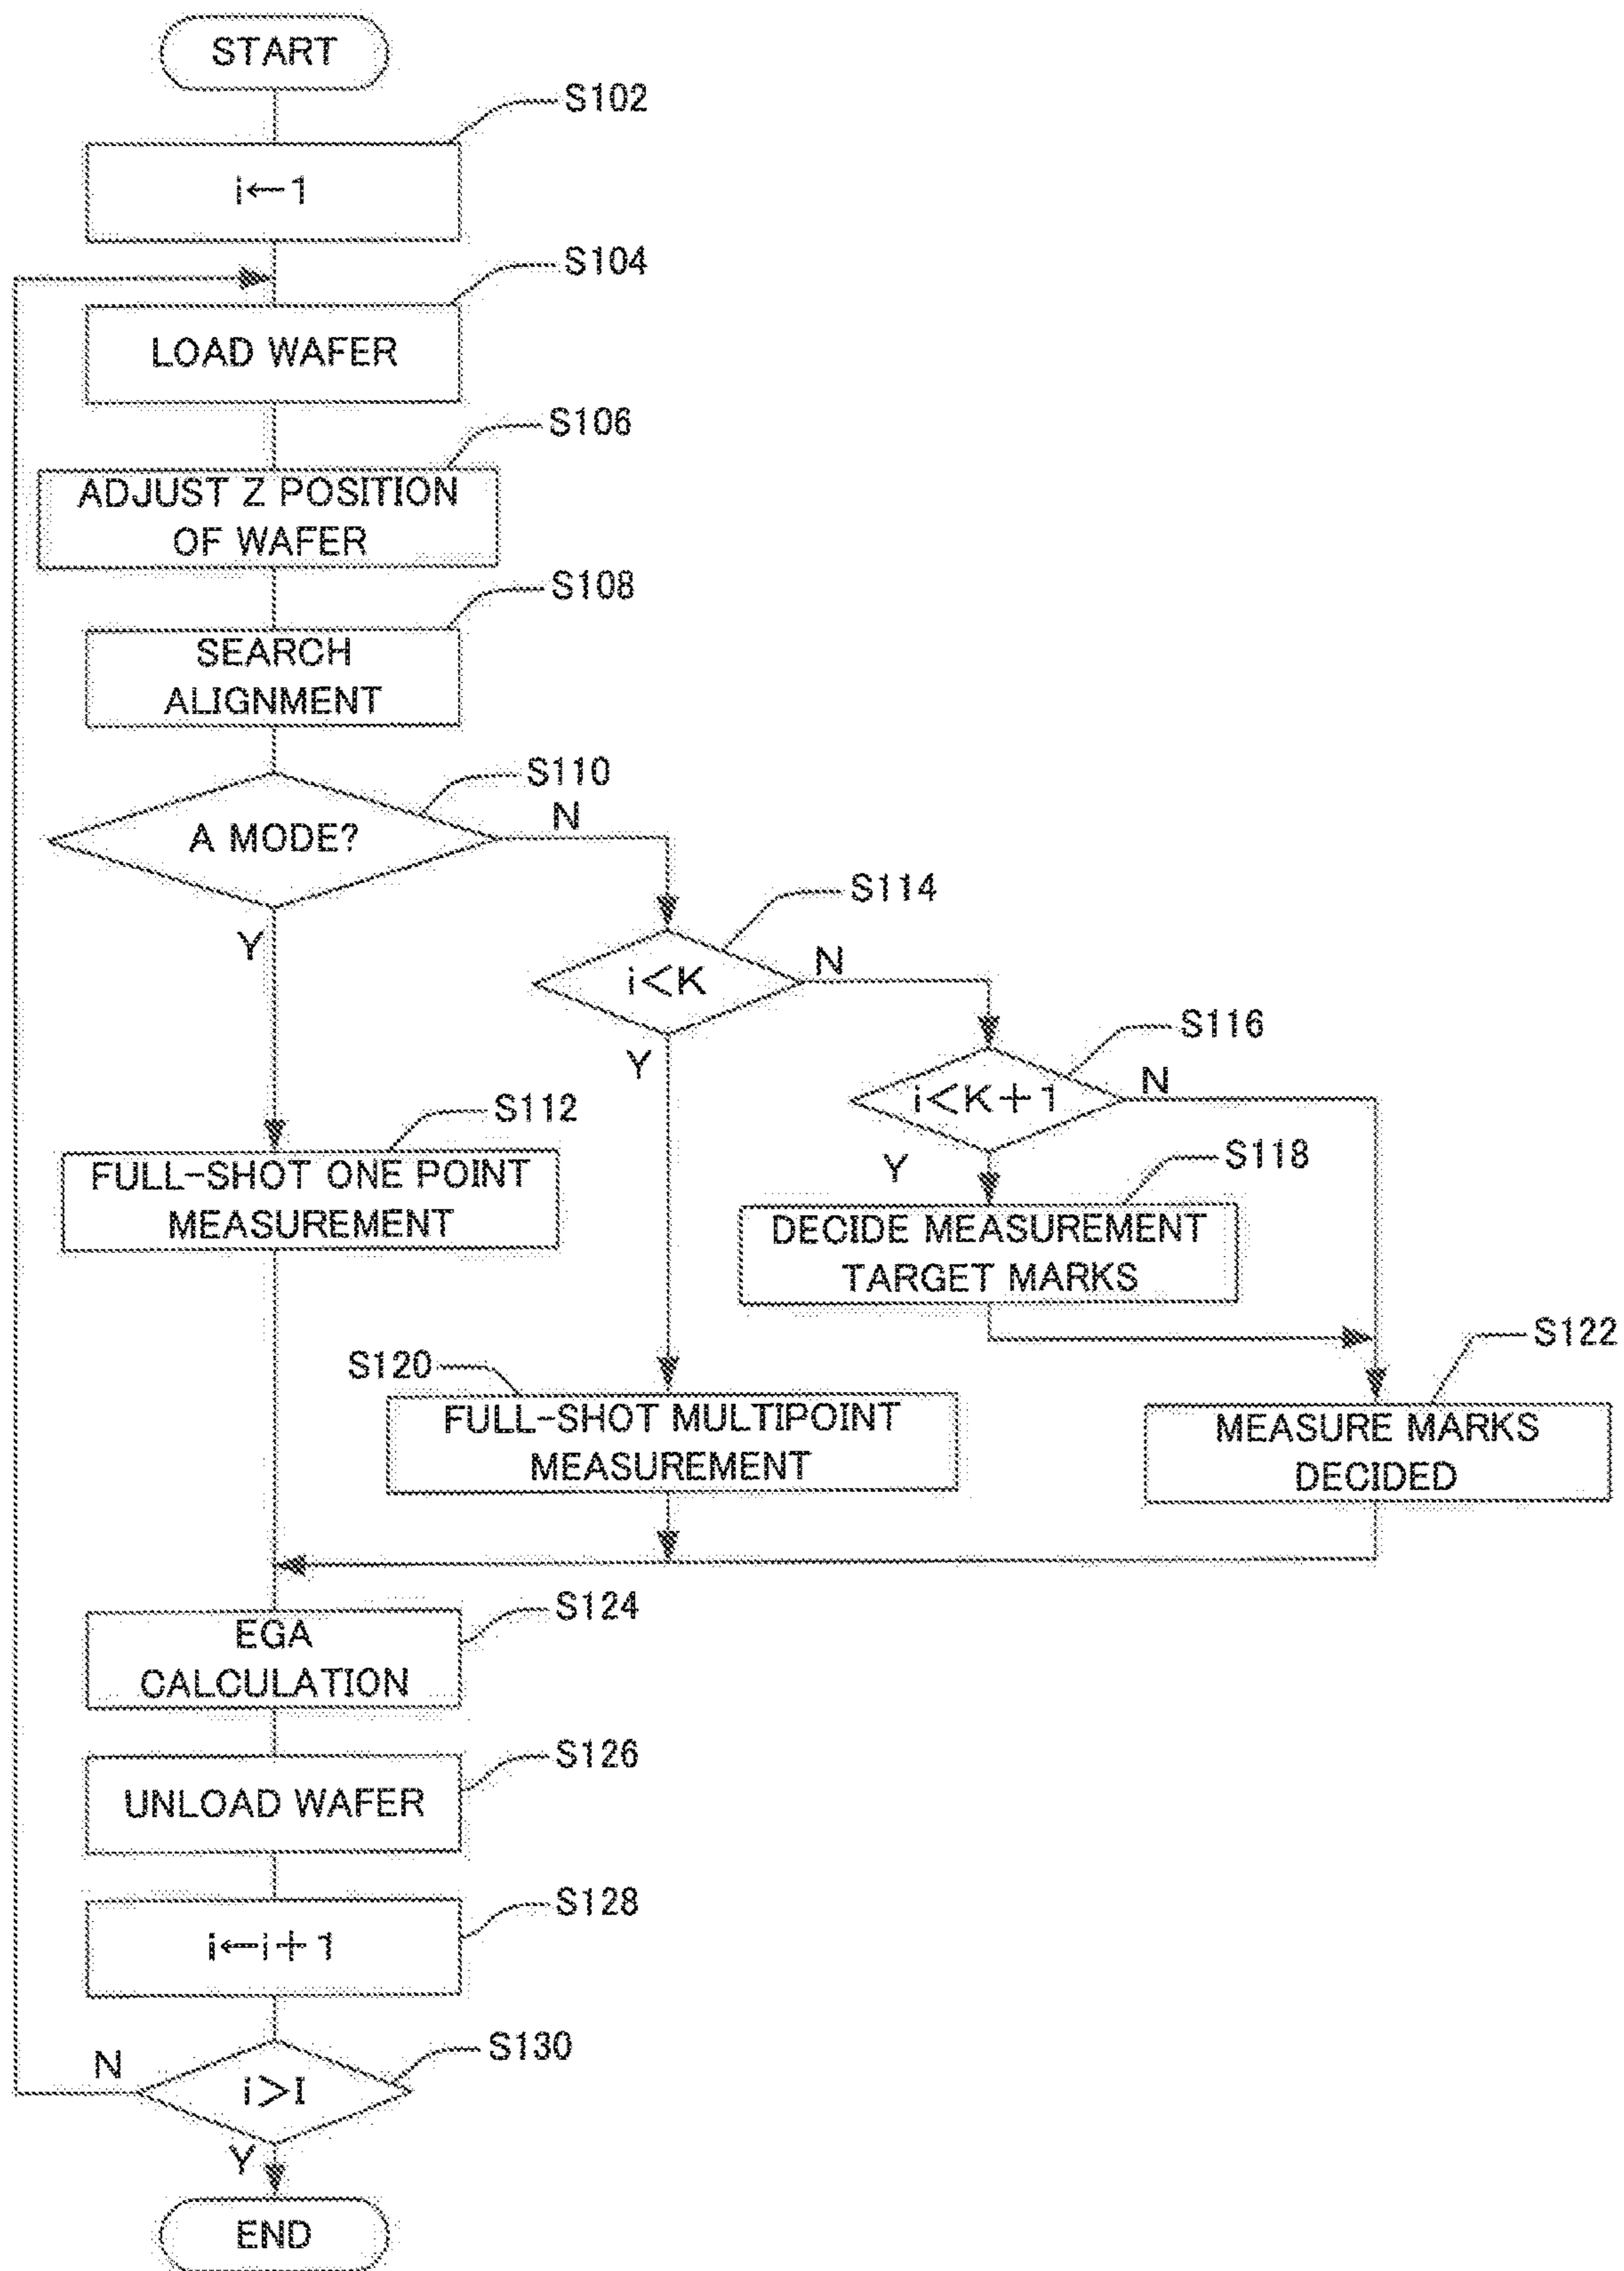 START
S102
i←1
S104
LOAD WAFER
S106
ADJUST Z POSITION
OF WAFER
S108
SEARCH
ALIGNMENT
S110
A MODE?
N
Y
S114
i<K
N
Y
S116
i<K+1
N
Y
S112
FULL-SHOT ONE POINT
MEASUREMENT
S118
DECIDE MEASUREMENT
TARGET MARKS
S120
FULL-SHOT MULTIPOINT
MEASUREMENT
S122
MEASURE MARKS
DECIDED
S124
EGA
CALCULATION
S126
UNLOAD WAFER
S128
i←i+1
S130
i>I
N
Y
END